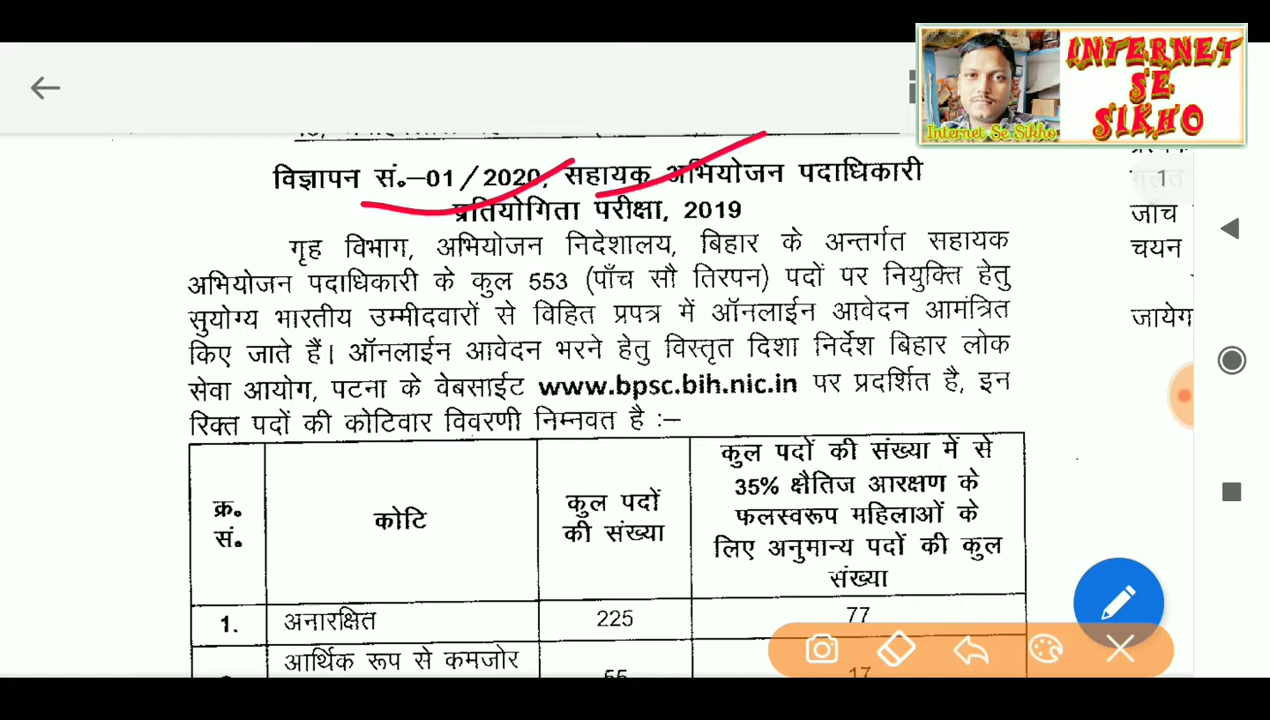 INTERNET
SE
SIKHO
Internet Se Sikho
विज्ञापन सं.–01/2020, सहायक अभियोजन पदाधिकारी
प्रतियोगिता परीक्षा, 2019
गृह विभाग, अभियोजन निदेशालय, बिहार के अन्तर्गत सहायक
अभियोजन पदाधिकारी के कुल 553 (पाँच सौ तिरपन) पदों पर नियुक्ति हेतु
सुयोग्य भारतीय उम्मीदवारों से विहित प्रपत्र में ऑनलाईन आवेदन आमंत्रित
किए जाते हैं। ऑनलाईन आवेदन भरने हेतु विस्तृत दिशा निर्देश बिहार लोक
सेवा आयोग, पटना के वेबसाईट www.bpsc.bih.nic.in पर प्रदर्शित है, इन
रिक्त पदों की कोटिवार विवरणी निम्नवत है :–
क्र. सं.
कोटि
कुल पदों
की संख्या
कुल पदों की संख्या में से
35% क्षैतिज आरक्षण के
फलस्वरूप महिलाओं के
लिए अनुमान्य पदों की कुल
संख्या
1. अनारक्षित 225 77
आर्थिक रूप से कमजोर
55 17
1
जाँच
चयन
जायेग